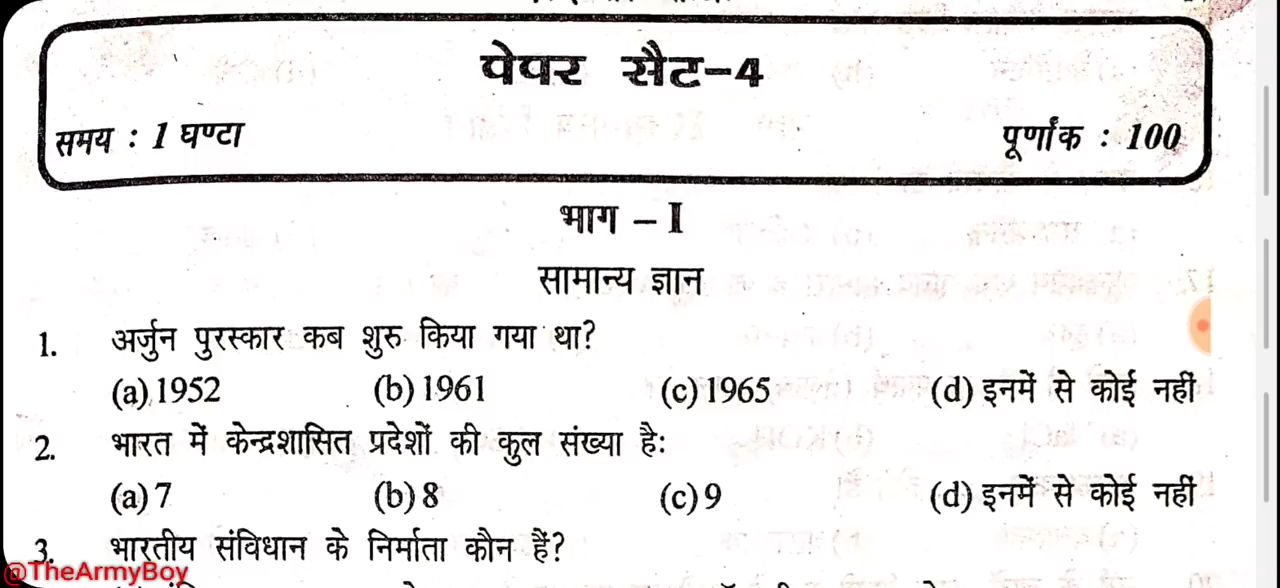 पेपर सैट-4
समय : 1 घण्टा पूर्णांक : 100
भाग – I
सामान्य ज्ञान
1. अर्जुन पुरस्कार कब शुरु किया गया था?
(a) 1952 (b) 1961 (c) 1965 (d) इनमें से कोई नहीं
2. भारत में केन्द्रशासित प्रदेशों की कुल संख्या है:
(a) 7 (b) 8 (c) 9 (d) इनमें से कोई नहीं
3. भारतीय संविधान के निर्माता कौन हैं?
@TheArmyBoy